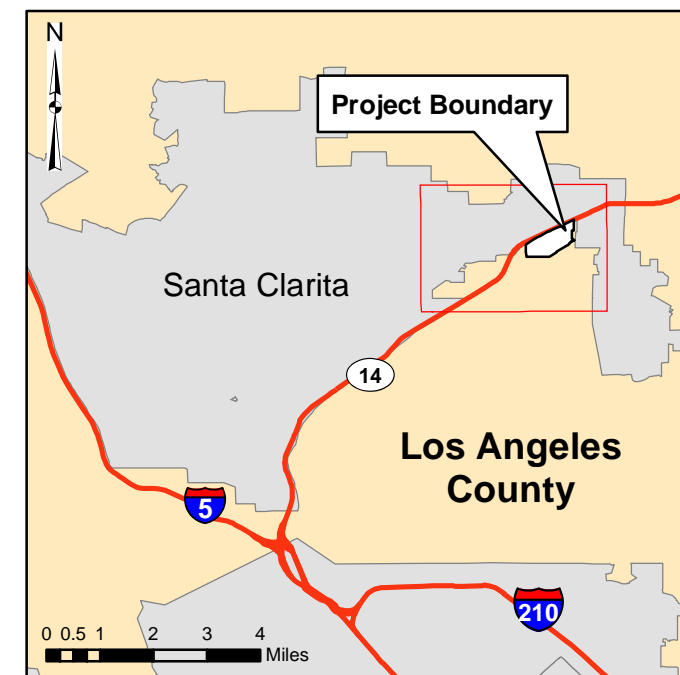 N
Project Boundary
Santa Clarita
14
Los Angeles
County
5
210
0 0.5 1 2 3 4
Miles